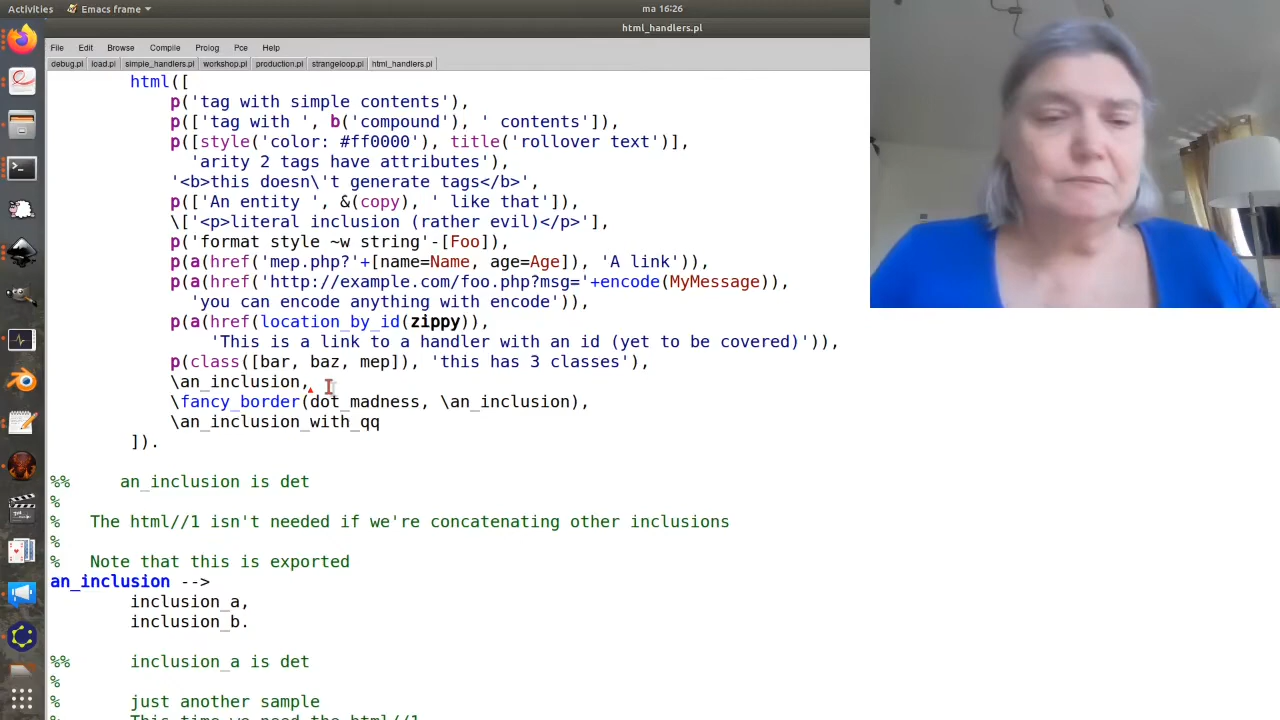 Activities
Emacs frame
ma 16:26
html_handlers.pl
File Edit Browse Compile Prolog Pce Help
debug.pl load.pl simple_handlers.pl workshop.pl production.pl strangeloop.pl html_handlers.pl
html([
p('tag with simple contents'),
p(['tag with ', b('compound'), ' contents']),
p([style('color: #ff0000'), title('rollover text')],
'arity 2 tags have attributes'),
'<b>this doesn\'t generate tags</b>',
p(['An entity ', &(copy), ' like that']),
\['<p>literal inclusion (rather evil)</p>'],
p('format style ~w string'-[Foo]),
p(a(href('mep.php?'+[name=Name, age=Age]), 'A link')),
p(a(href('http://example.com/foo.php?msg='+encode(MyMessage)),
'you can encode anything with encode')),
p(a(href(location_by_id(zippy)),
'This is a link to a handler with an id (yet to be covered)')),
p(class([bar, baz, mep]), 'this has 3 classes'),
\an_inclusion,
\fancy_border(dot_madness, \an_inclusion),
\an_inclusion_with_qq
]).
%% an_inclusion is det
%
% The html//1 isn't needed if we're concatenating other inclusions
%
% Note that this is exported
an_inclusion -->
inclusion_a,
inclusion_b.
%% inclusion_a is det
%
% just another sample
% This time we need the html//1